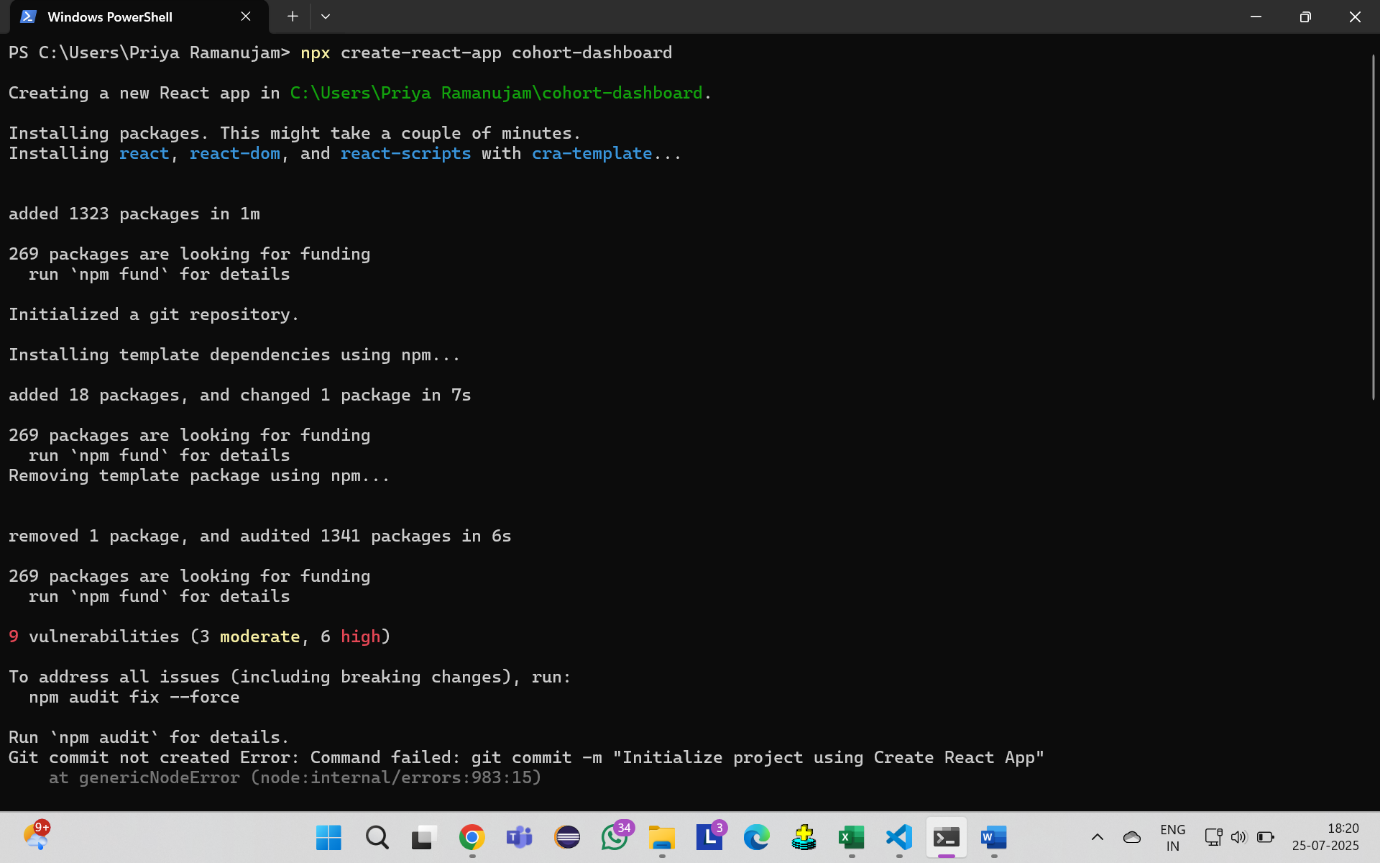 Windows PowerShell
PS C:\Users\Priya Ramanujam> npx create-react-app cohort-dashboard
Creating a new React app in C:\Users\Priya Ramanujam\cohort-dashboard.
Installing packages. This might take a couple of minutes.
Installing react, react-dom, and react-scripts with cra-template...
added 1323 packages in 1m
269 packages are looking for funding
  run `npm fund` for details
Initialized a git repository.
Installing template dependencies using npm...
added 18 packages, and changed 1 package in 7s
269 packages are looking for funding
  run `npm fund` for details
Removing template package using npm...
removed 1 package, and audited 1341 packages in 6s
269 packages are looking for funding
  run `npm fund` for details
9 vulnerabilities (3 moderate, 6 high)
To address all issues (including breaking changes), run:
  npm audit fix --force
Run `npm audit` for details.
Git commit not created Error: Command failed: git commit -m "Initialize project using Create React App"
    at genericNodeError (node:internal/errors:983:15)
9+
34
L 3
ENG
IN
18:20
25-07-2025